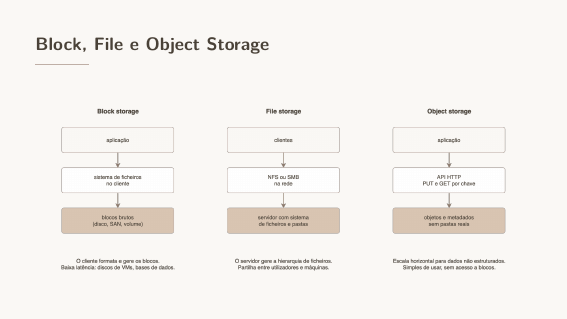 Block, File e Object Storage
Block storage
aplicação
sistema de ficheiros
no cliente
blocos brutos
(disco, SAN, volume)
O cliente formata e gere os blocos.
Baixa latência: discos de VMs, bases de dados.
File storage
clientes
NFS ou SMB
na rede
servidor com sistema
de ficheiros e pastas
O servidor gere a hierarquia de ficheiros.
Partilha entre utilizadores e máquinas.
Object storage
aplicação
API HTTP
PUT e GET por chave
objetos e metadados
sem pastas reais
Escala horizontal para dados não estruturados.
Simples de usar, sem acesso a blocos.